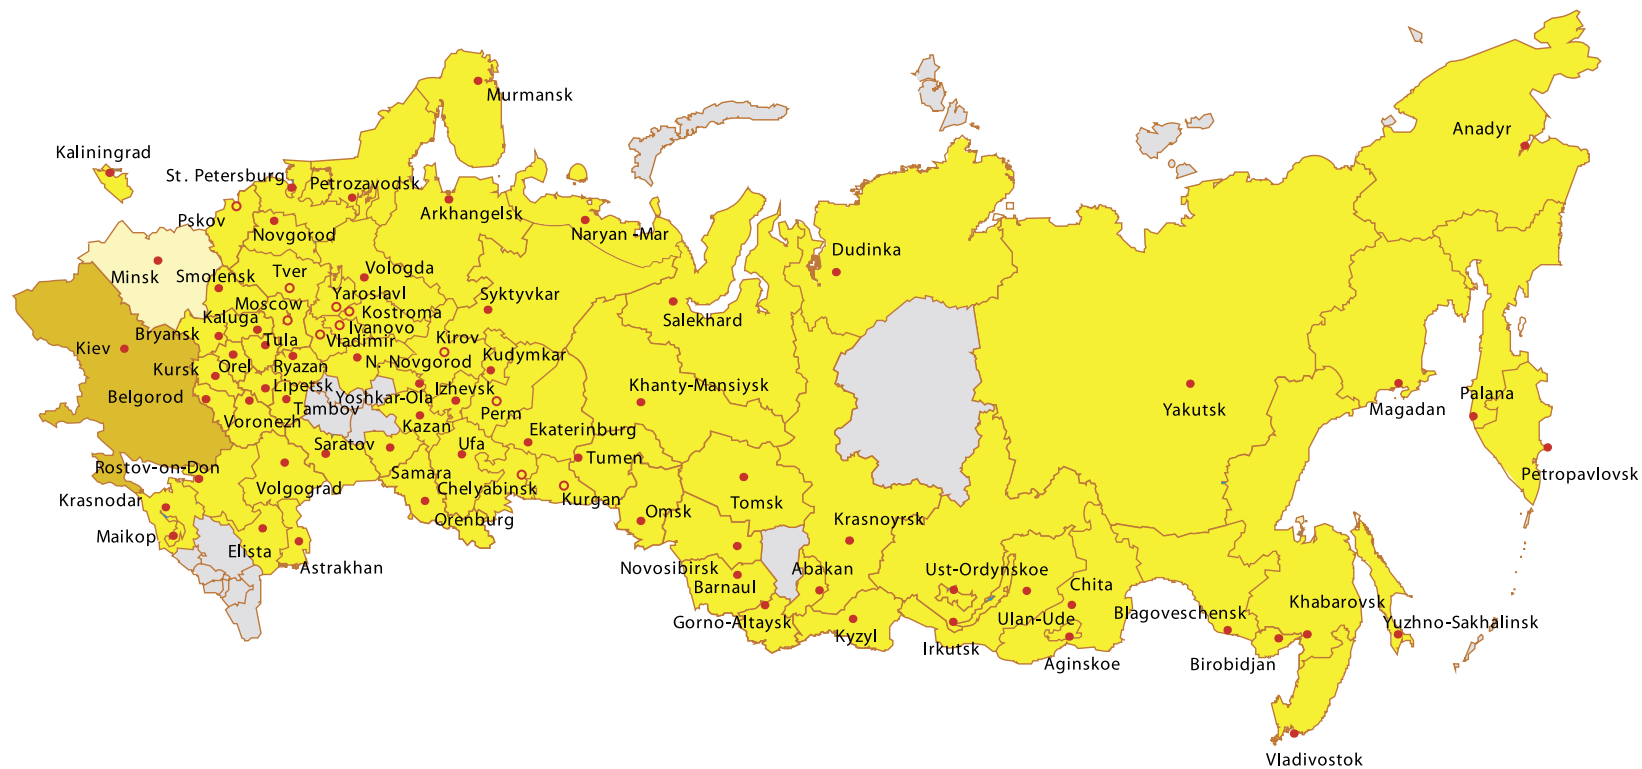 Murmansk
Anadyr
Kaliningrad
St. Petersburg
Petrozavodsk
Arkhangelsk
Pskov
Novgorod
Naryan -Mar
Dudinka
Minsk
Smolensk
Tver
Vologda
Yaroslavl
Syktyvkar
Moscow
Kostroma
Kaluga
Ivanovo
Salekhard
Bryansk
Tula
Vladimir
Kirov
Kiev
N. Novgorod
Kudymkar
Kursk
Orel
Ryazan
Lipetsk
Izhevsk
Khanty-Mansiysk
Belgorod
Yoshkar-Ola
Palana
Tambov
Perm
Yakutsk
Magadan
Voronezh
Kazan
Ekaterinburg
Saratov
Ufa
Tumen
Rostov-on-Don
Samara
Petropavlovsk
Volgograd
Chelyabinsk
Kurgan
Tomsk
Krasnodar
Orenburg
Omsk
Krasnoyrsk
Maikop
Elista
Astrakhan
Novosibirsk
Abakan
Ust-Ordynskoe
Barnaul
Chita
Khabarovsk
Blagoveschensk
Gorno-Altaysk
Ulan-Ude
Yuzhno-Sakhalinsk
Kyzyl
Irkutsk
Aginskoe
Birobidjan
Vladivostok